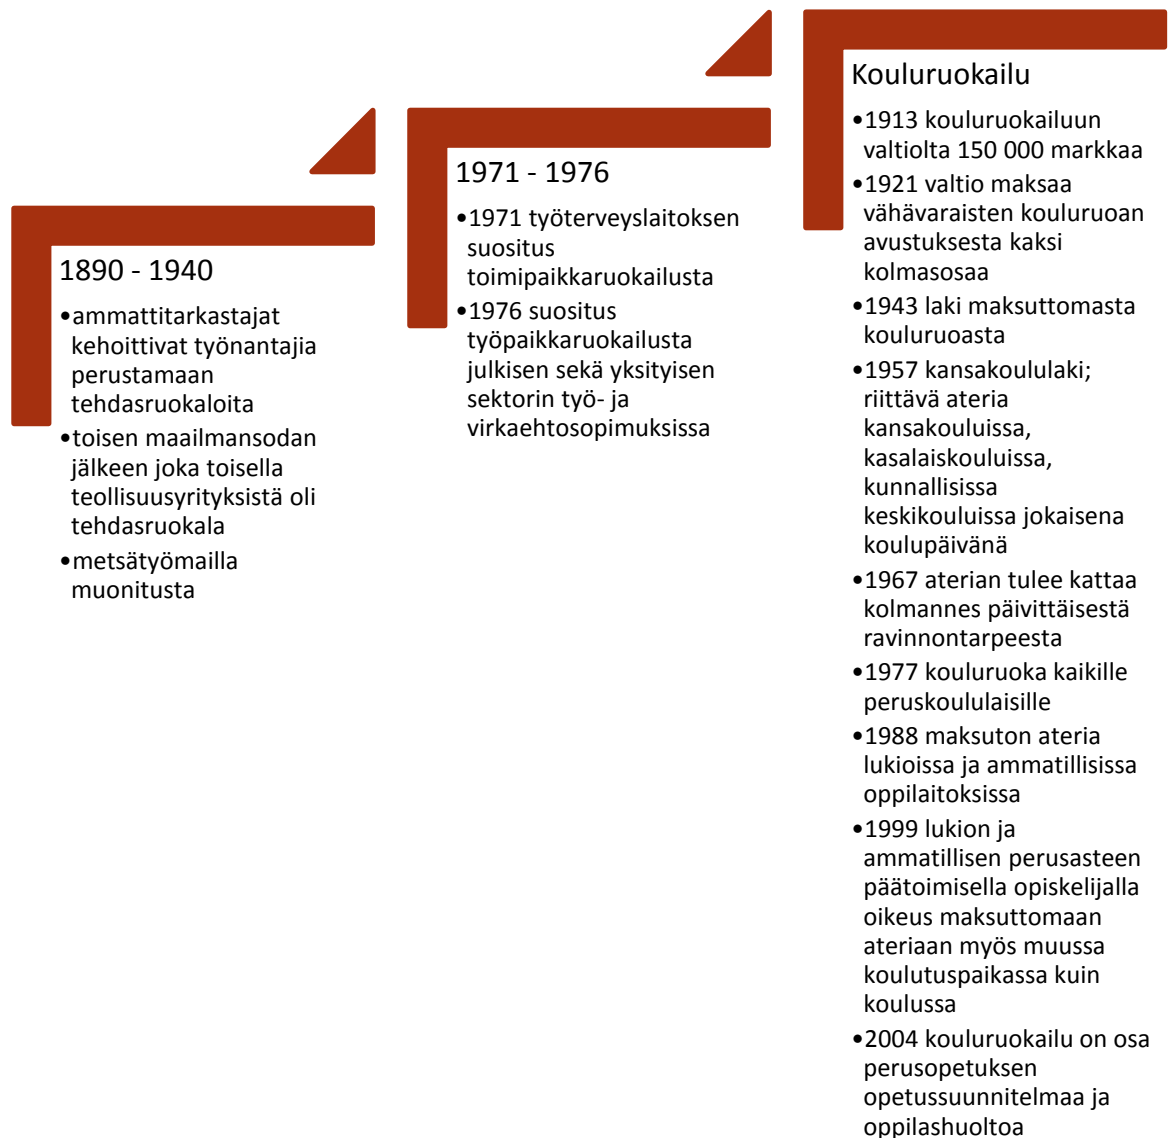 1890 - 1940
•ammattitarkastajat
kehoittivat työnantajia
perustamaan
tehdasruokaloita
•toisen maailmansodan
jälkeen joka toisella
teollisuusyrityksistä oli
tehdasruokala
•metsätyömailla
muonitusta
1971 - 1976
•1971 työterveyslaitoksen
suositus
toimipaikkaruokailusta
•1976 suositus
työpaikkaruokailusta
julkisen sekä yksityisen
sektorin työ- ja
virkaehtosopimuksissa
Kouluruokailu
•1913 kouluruokailuun
valtiolta 150 000 markkaa
•1921 valtio maksaa
vähävaraisten kouluruoan
avustuksesta kaksi
kolmasosaa
•1943 laki maksuttomasta
kouluruoasta
•1957 kansakoululaki;
riittävä ateria
kansakouluissa,
kasalaiskouluissa,
kunnallisissa
keskikouluissa jokaisena
koulupäivänä
•1967 aterian tulee kattaa
kolmannes päivittäisestä
ravinnontarpeesta
•1977 kouluruoka kaikille
peruskoululaisille
•1988 maksuton ateria
lukioissa ja ammatillisissa
oppilaitoksissa
•1999 lukion ja
ammatillisen perusasteen
päätoimisella opiskelijalla
oikeus maksuttomaan
ateriaan myös muussa
koulutuspaikassa kuin
koulussa
•2004 kouluruokailu on osa
perusopetuksen
opetussuunnitelmaa ja
oppilashuoltoa